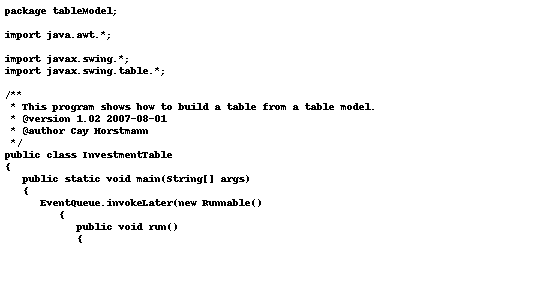 package tableModel;
import java.awt.*;
import javax.swing.*;
import javax.swing.table.*;
/**
 * This program shows how to build a table from a table model.
 * @version 1.02 2007-08-01
 * @author Cay Horstmann
 */
public class InvestmentTable
{
   public static void main(String[] args)
   {
      EventQueue.invokeLater(new Runnable()
         {
            public void run()
            {